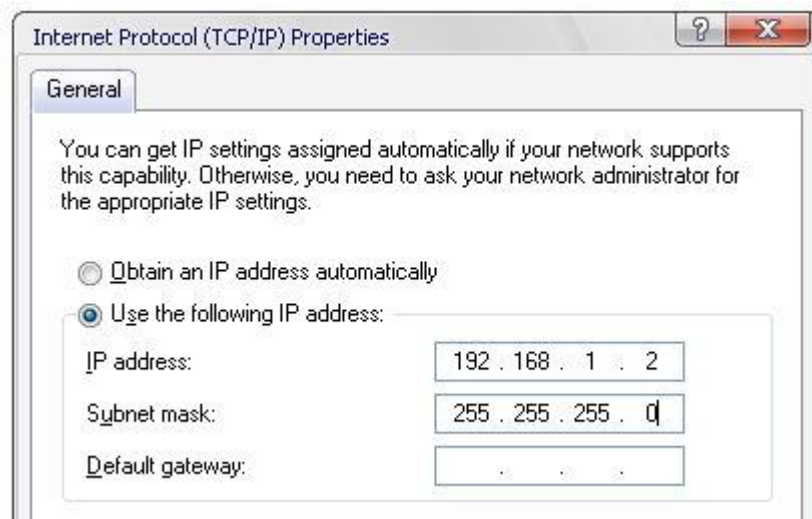 Internet Protocol (TCP/IP) Properties
General
You can get IP settings assigned automatically if your network supports
this capability. Otherwise, you need to ask your network administrator for
the appropriate IP settings.
Obtain an IP address automatically
Use the following IP address:
IP address: 192 . 168 . 1 . 2
Subnet mask: 255 . 255 . 255 . 0
Default gateway: . . .